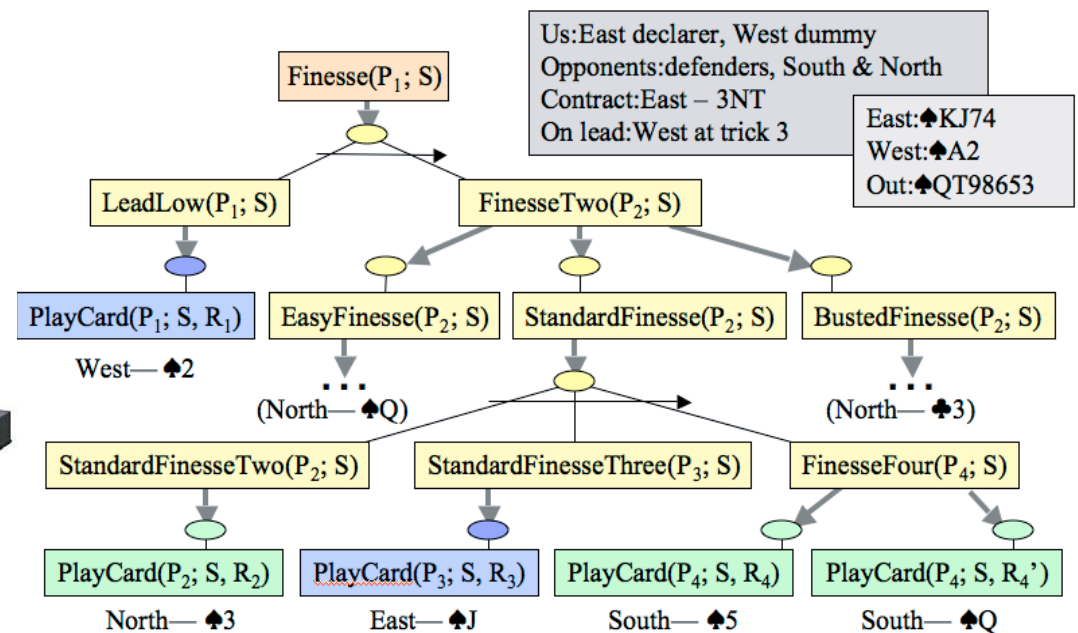 Finesse(P₁; S)
Us:East declarer, West dummy
Opponents:defenders, South & North
Contract:East – 3NT
On lead:West at trick 3
East:♠KJ74
West:♠A2
Out:♠QT98653
LeadLow(P₁; S)
FinesseTwo(P₂; S)
PlayCard(P₁; S, R₁)
EasyFinesse(P₂; S)
StandardFinesse(P₂; S)
BustedFinesse(P₂; S)
West— ♠2
...
...
(North— ♠Q)
(North— ♣3)
StandardFinesseTwo(P₂; S)
StandardFinesseThree(P₃; S)
FinesseFour(P₄; S)
PlayCard(P₂; S, R₂)
PlayCard(P₃; S, R₃)
PlayCard(P₄; S, R₄)
PlayCard(P₄; S, R₄’)
North— ♠3
East— ♠J
South— ♠5
South— ♠Q